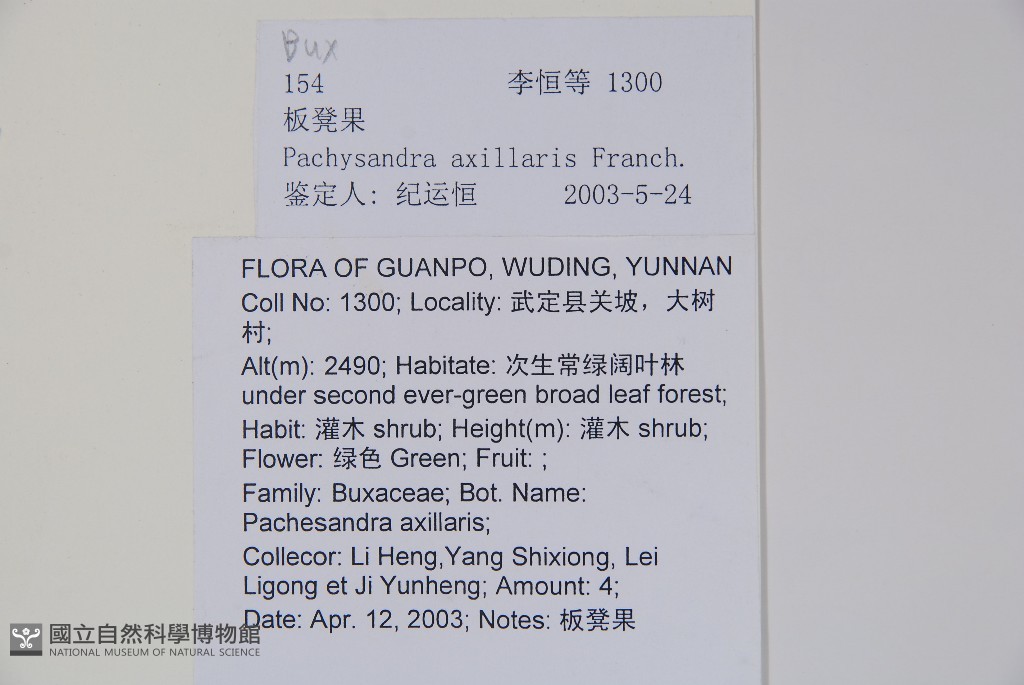 Bux
154 李恒等 1300
板凳果
Pachysandra axillaris Franch.
鉴定人: 纪运恒 2003-5-24
FLORA OF GUANPO, WUDING, YUNNAN
Coll No: 1300; Locality: 武定县关坡，大树
村;
Alt(m): 2490; Habitate: 次生常绿阔叶林
under second ever-green broad leaf forest;
Habit: 灌木 shrub; Height(m): 灌木 shrub;
Flower: 绿色 Green; Fruit: ;
Family: Buxaceae; Bot. Name:
Pachesandra axillaris;
Collecor: Li Heng,Yang Shixiong, Lei
Ligong et Ji Yunheng; Amount: 4;
Date: Apr. 12, 2003; Notes: 板凳果
國立自然科學博物館
NATIONAL MUSEUM OF NATURAL SCIENCE